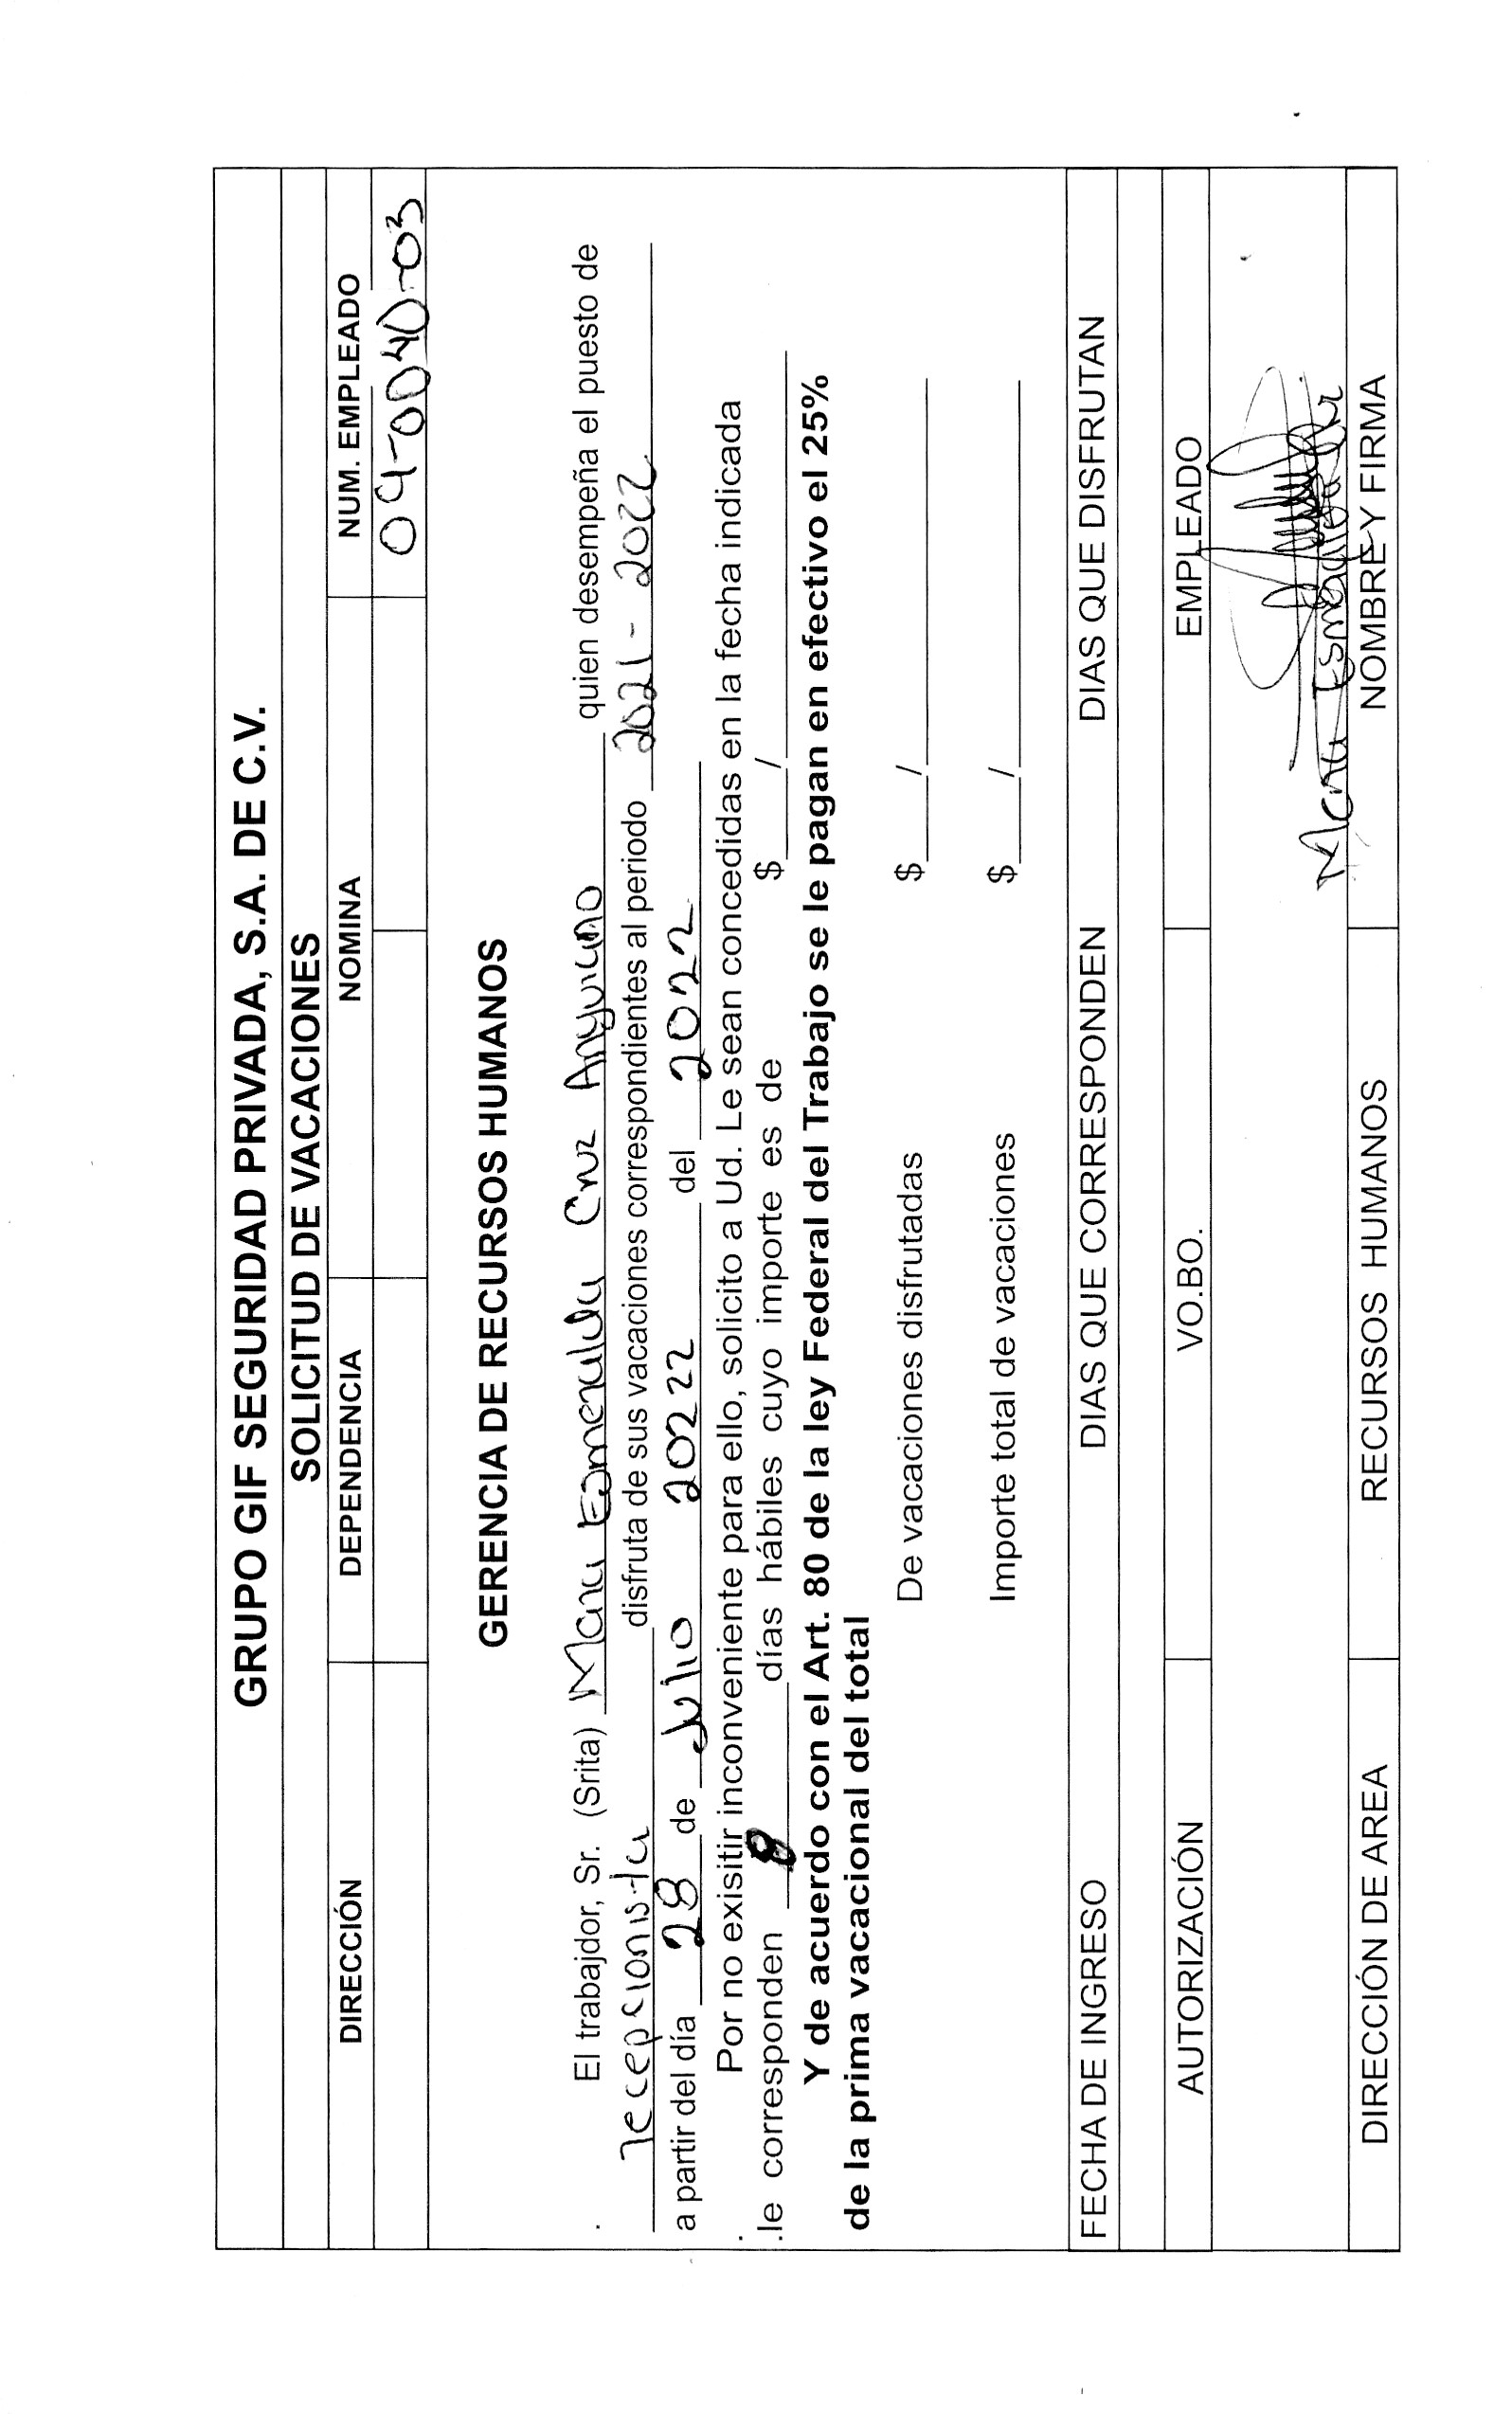 GRUPO GIF SEGURIDAD PRIVADA, S.A. DE C.V.
SOLICITUD DE VACACIONES
DIRECCIÓN DEPENDENCIA NOMINA NUM. EMPLEADO
09-0040-03
GERENCIA DE RECURSOS HUMANOS
. El trabajdor, Sr. (Srita) Maria Esmeralda Cruz Anguiano quien desempeña el puesto de
recepcionista disfruta de sus vacaciones correspondientes al periodo 2021 - 2022
a partir del día 28 de Julio 20222 del 2022
. Por no exisitir inconveniente para ello, solicito a Ud. Le sean concedidas en la fecha indicada
.le corresponden 8 días hábiles cuyo importe es de $____/____
Y de acuerdo con el Art. 80 de la ley Federal del Trabajo se le pagan en efectivo el 25%
de la prima vacacional del total
De vacaciones disfrutadas $____/____
Importe total de vacaciones $____/____
FECHA DE INGRESO DIAS QUE CORRESPONDEN DIAS QUE DISFRUTAN
AUTORIZACIÓN VO.BO. EMPLEADO
Maria Esmeralda
DIRECCIÓN DE AREA RECURSOS HUMANOS NOMBRE Y FIRMA